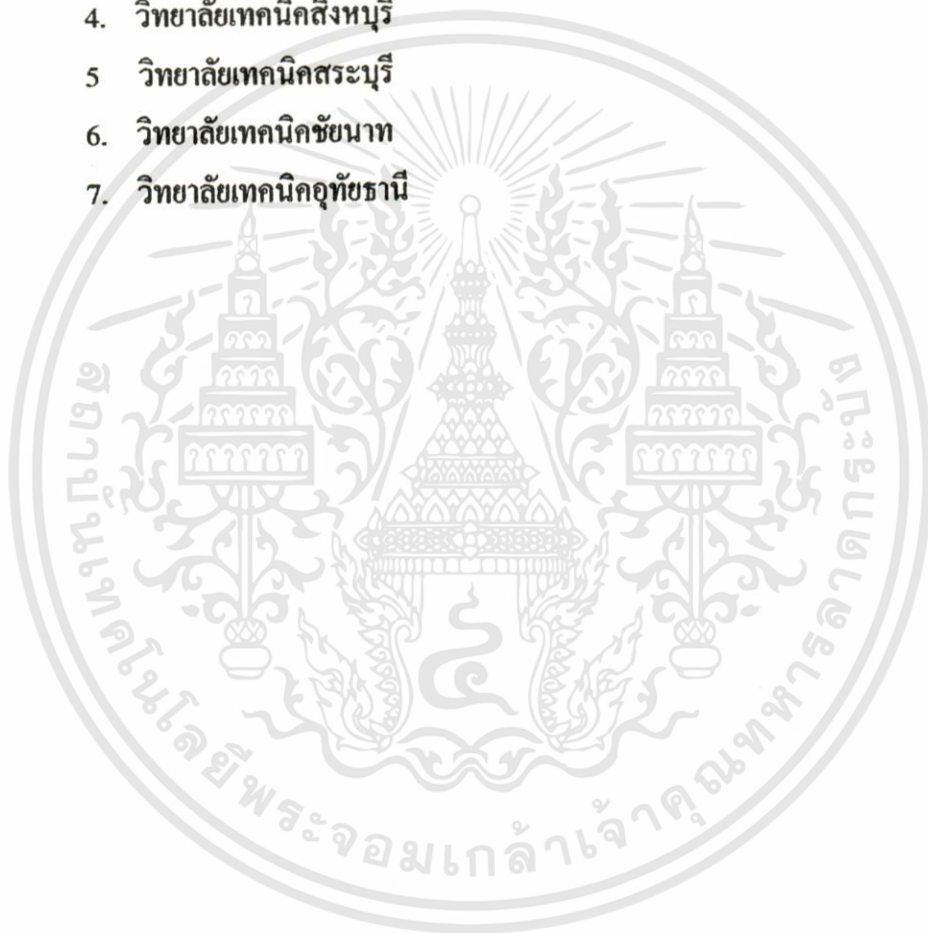 4. วิทยาลัยเทคนิคสิงหบุรี
5 วิทยาลัยเทคนิคสระบุรี
6. วิทยาลัยเทคนิคชัยนาท
7. วิทยาลัยเทคนิคอุทัยธานี
สถาบันเทคโนโลยีพระจอมเกล้าเจ้าคุณทหารลาดกระบัง